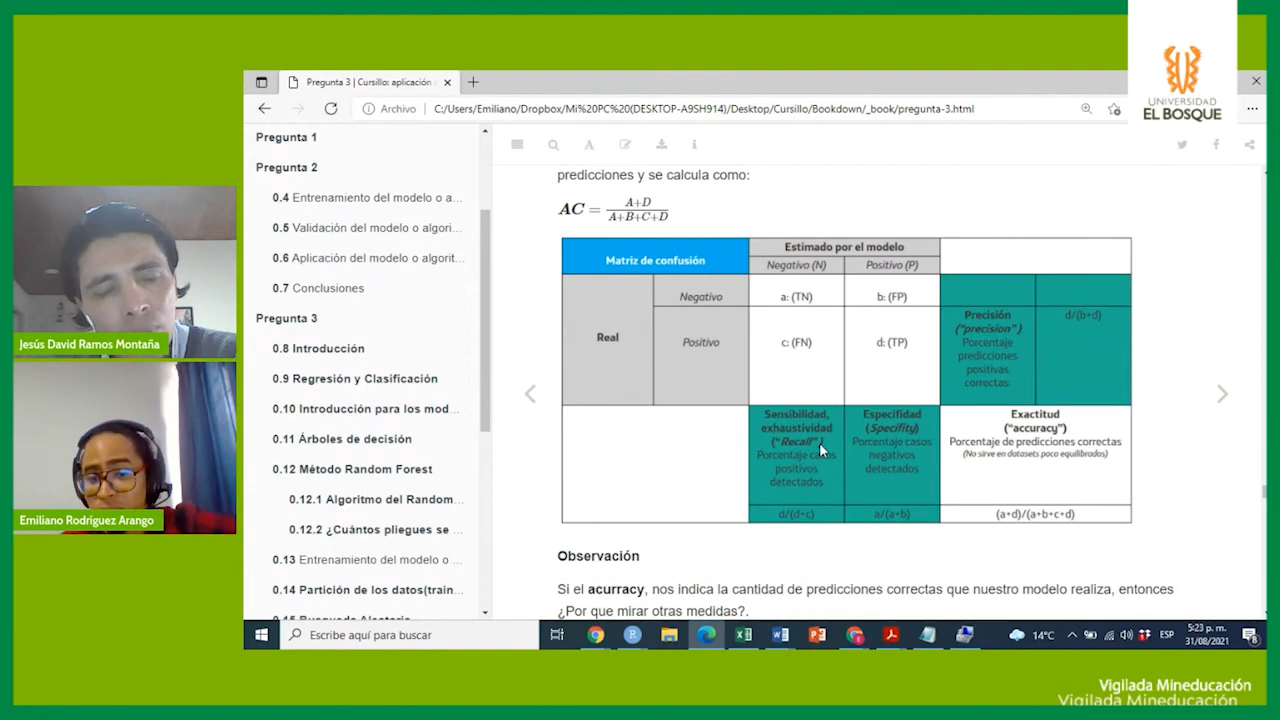 UNIVERSIDAD
EL BOSQUE
Pregunta 3 | Cursillo: aplicación
Archivo
C:/Users/Emiliano/Dropbox/Mi%20PC%20(DESKTOP-A9SH914)/Desktop/Cursillo/Bookdown/_book/pregunta-3.html
Pregunta 1
Pregunta 2
0.4 Entrenamiento del modelo o a...
0.5 Validación del modelo o algori...
0.6 Aplicación del modelo o algorit...
0.7 Conclusiones
Pregunta 3
0.8 Introducción
0.9 Regresión y Clasificación
0.10 Introducción para los mod...
0.11 Árboles de decisión
0.12 Método Random Forest
0.12.1 Algoritmo del Random...
0.12.2 ¿Cuántos pliegues se ...
0.13 Entrenamiento del modelo o ...
0.14 Partición de los datos(train...
predicciones y se calcula como:
AC = A+D / A+B+C+D
Matriz de confusión
Estimado por el modelo
Negativo (N)
Positivo (P)
Real
Negativo
a: (TN)
b: (FP)
Positivo
c: (FN)
d: (TP)
Precisión
("precision")
Porcentaje
predicciones
positivas
correctas:
d/(b+d)
Sensibilidad,
exhaustividad
("Recall")
Porcentaje casos
positivos
detectados
d/(d+c)
Especifidad
(Specifity)
Porcentaje casos
negativos
detectados
a/(a+b)
Exactitud
("accuracy")
Porcentaje de predicciones correctas
(No sirve en datasets poco equilibrados)
(a+d)/(a+b+c+d)
Observación
Si el acurracy, nos indica la cantidad de predicciones correctas que nuestro modelo realiza, entonces
¿Por que mirar otras medidas?.
Jesús David Ramos Montaña
Emiliano Rodríguez Arango
Escribe aquí para buscar
14°C
ESP
5:23 p. m.
31/08/2021
Vigilada Mineducación
Vigilada Mineducación